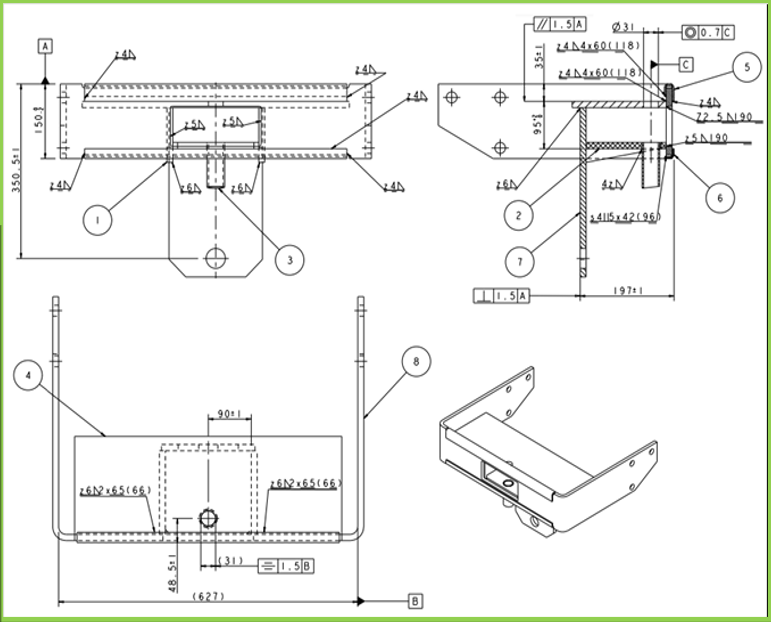 A
z4
z4
z4
z5
z5
150
350.5±1
z4
z6
z6
z4
1
3
// 1.5 A
Ø31
◎ 0.7 C
C
z4 4x60(118)
z4 4x60(118)
35±1
5
z4
z2.5 190
95
z5 190
z6
4z
6
2
s4 15x42(96)
7
⊥ 1.5 A
197±1
4
8
90±1
z6 2x65(66)
z6 2x65(66)
48.5±1
(31)
1.5 B
(627)
B